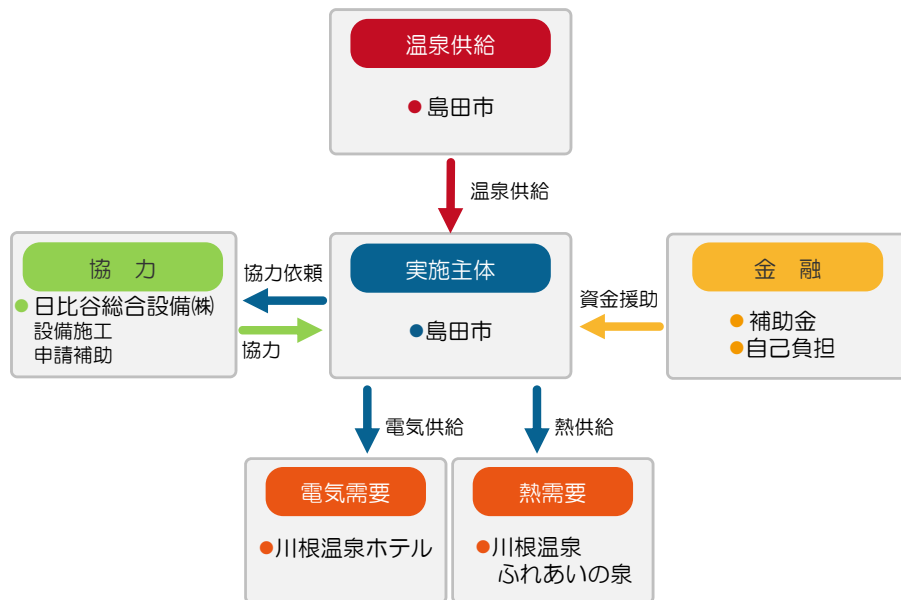 温泉供給
●島田市
温泉供給
協　力
●日比谷総合設備㈱
設備施工
申請補助
協力依頼
協力
実施主体
●島田市
資金援助
金　融
●補助金
●自己負担
電気供給
熱供給
電気需要
●川根温泉ホテル
熱需要
●川根温泉
ふれあいの泉